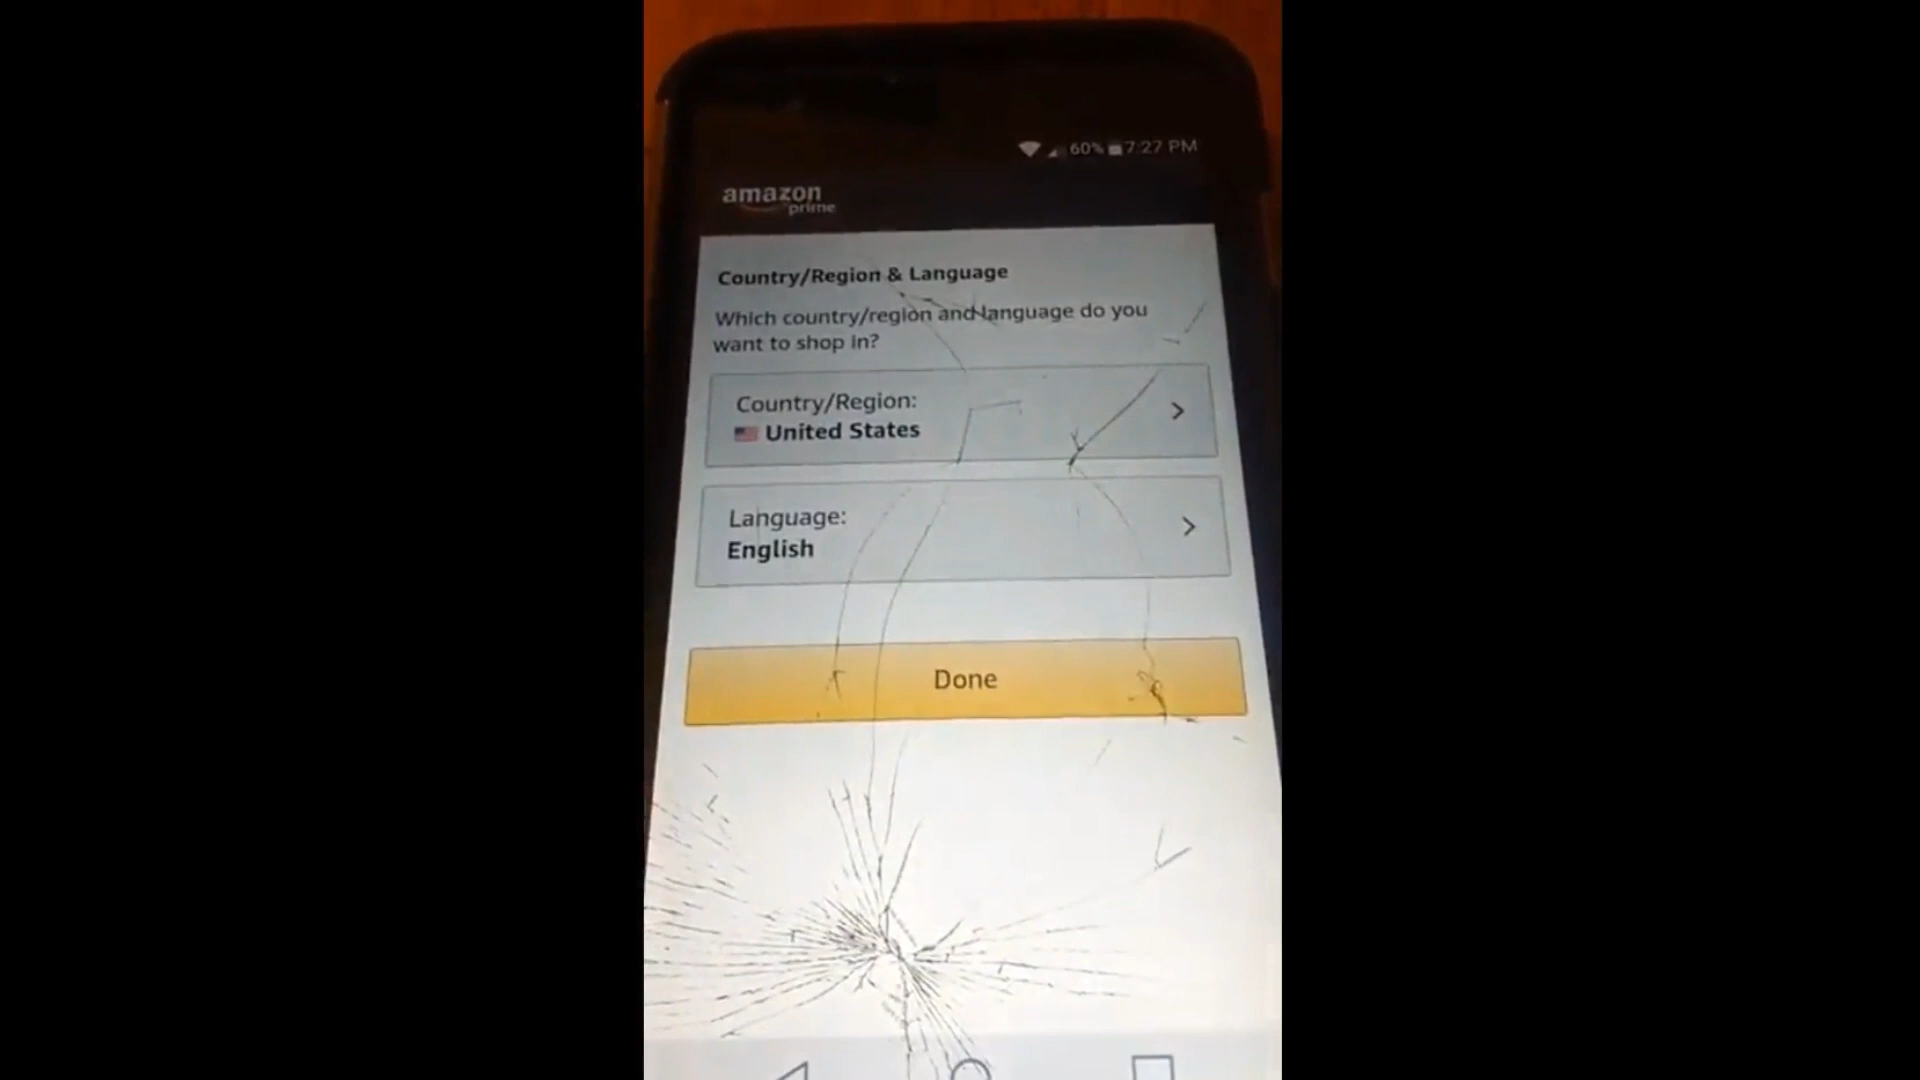 60% 7:27 PM
amazon
prime
Country/Region & Language
Which country/region and language do you
want to shop in?
Country/Region:
United States
Language:
English
Done